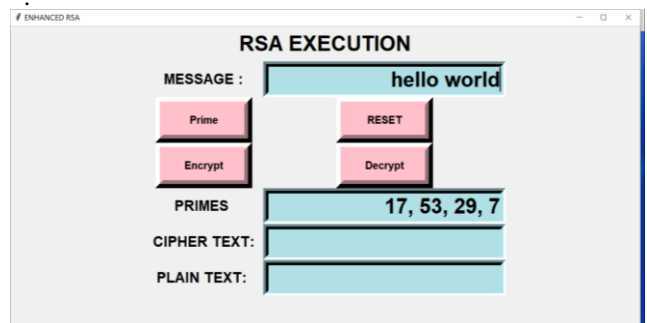 ENHANCED RSA
RSA EXECUTION
MESSAGE : hello world
Prime RESET
Encrypt Decrypt
PRIMES 17, 53, 29, 7
CIPHER TEXT:
PLAIN TEXT: